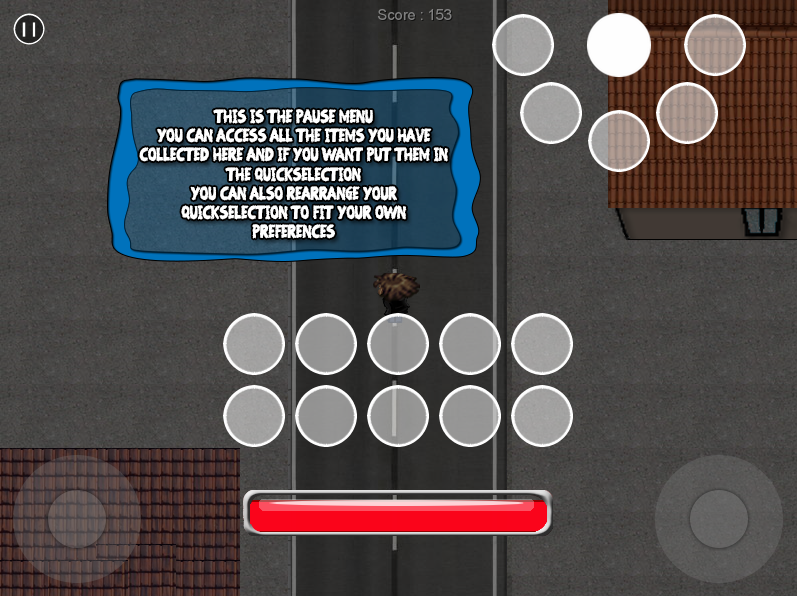 Score : 153
THIS IS THE PAUSE MENU
YOU CAN ACCESS ALL THE ITEMS YOU HAVE
COLLECTED HERE AND IF YOU WANT PUT THEM IN
THE QUICKSELECTION
YOU CAN ALSO REARRANGE YOUR
QUICKSELECTION TO FIT YOUR OWN
PREFERENCES